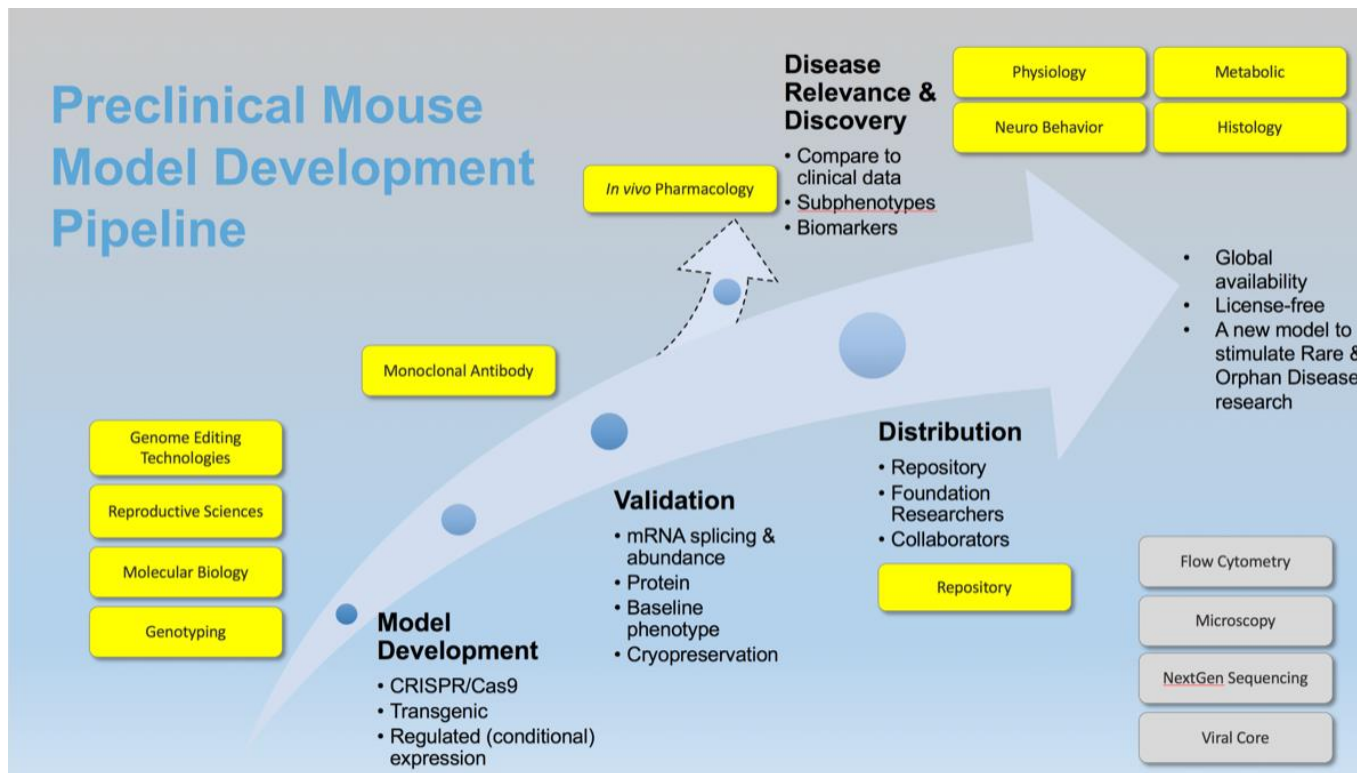 Preclinical Mouse
Model Development
Pipeline
Genome Editing
Technologies
Reproductive Sciences
Molecular Biology
Genotyping
Monoclonal Antibody
In vivo Pharmacology
Model
Development
• CRISPR/Cas9
• Transgenic
• Regulated (conditional)
expression
Validation
• mRNA splicing &
abundance
• Protein
• Baseline
phenotype
• Cryopreservation
Disease
Relevance &
Discovery
• Compare to
clinical data
• Subphenotypes
• Biomarkers
Physiology
Metabolic
Neuro Behavior
Histology
Distribution
• Repository
• Foundation
Researchers
• Collaborators
Repository
• Global
availability
• License-free
• A new model to
stimulate Rare &
Orphan Disease
research
Flow Cytometry
Microscopy
NextGen Sequencing
Viral Core